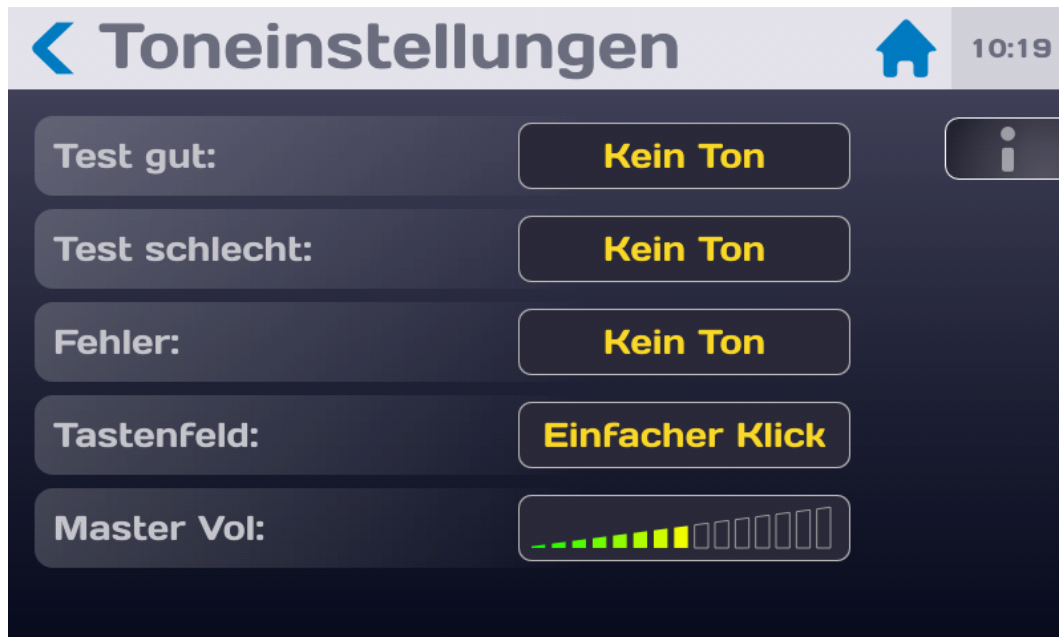 Toneinstellungen
10:19
Test gut: Kein Ton
Test schlecht: Kein Ton
Fehler: Kein Ton
Tastenfeld: Einfacher Klick
Master Vol: